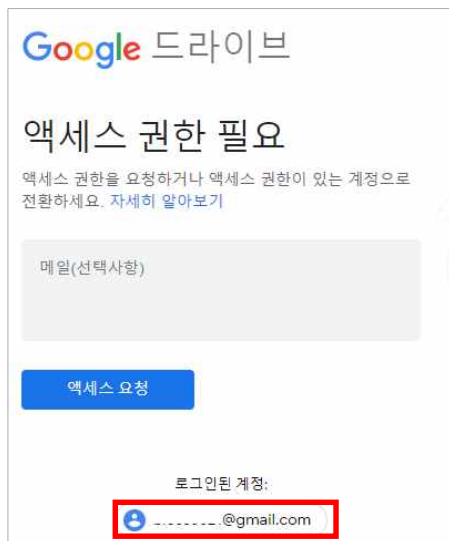 Google 드라이브
액세스 권한 필요
액세스 권한을 요청하거나 액세스 권한이 있는 계정으로
전환하세요. 자세히 알아보기
메일(선택사항)
액세스 요청
로그인된 계정:
@gmail.com